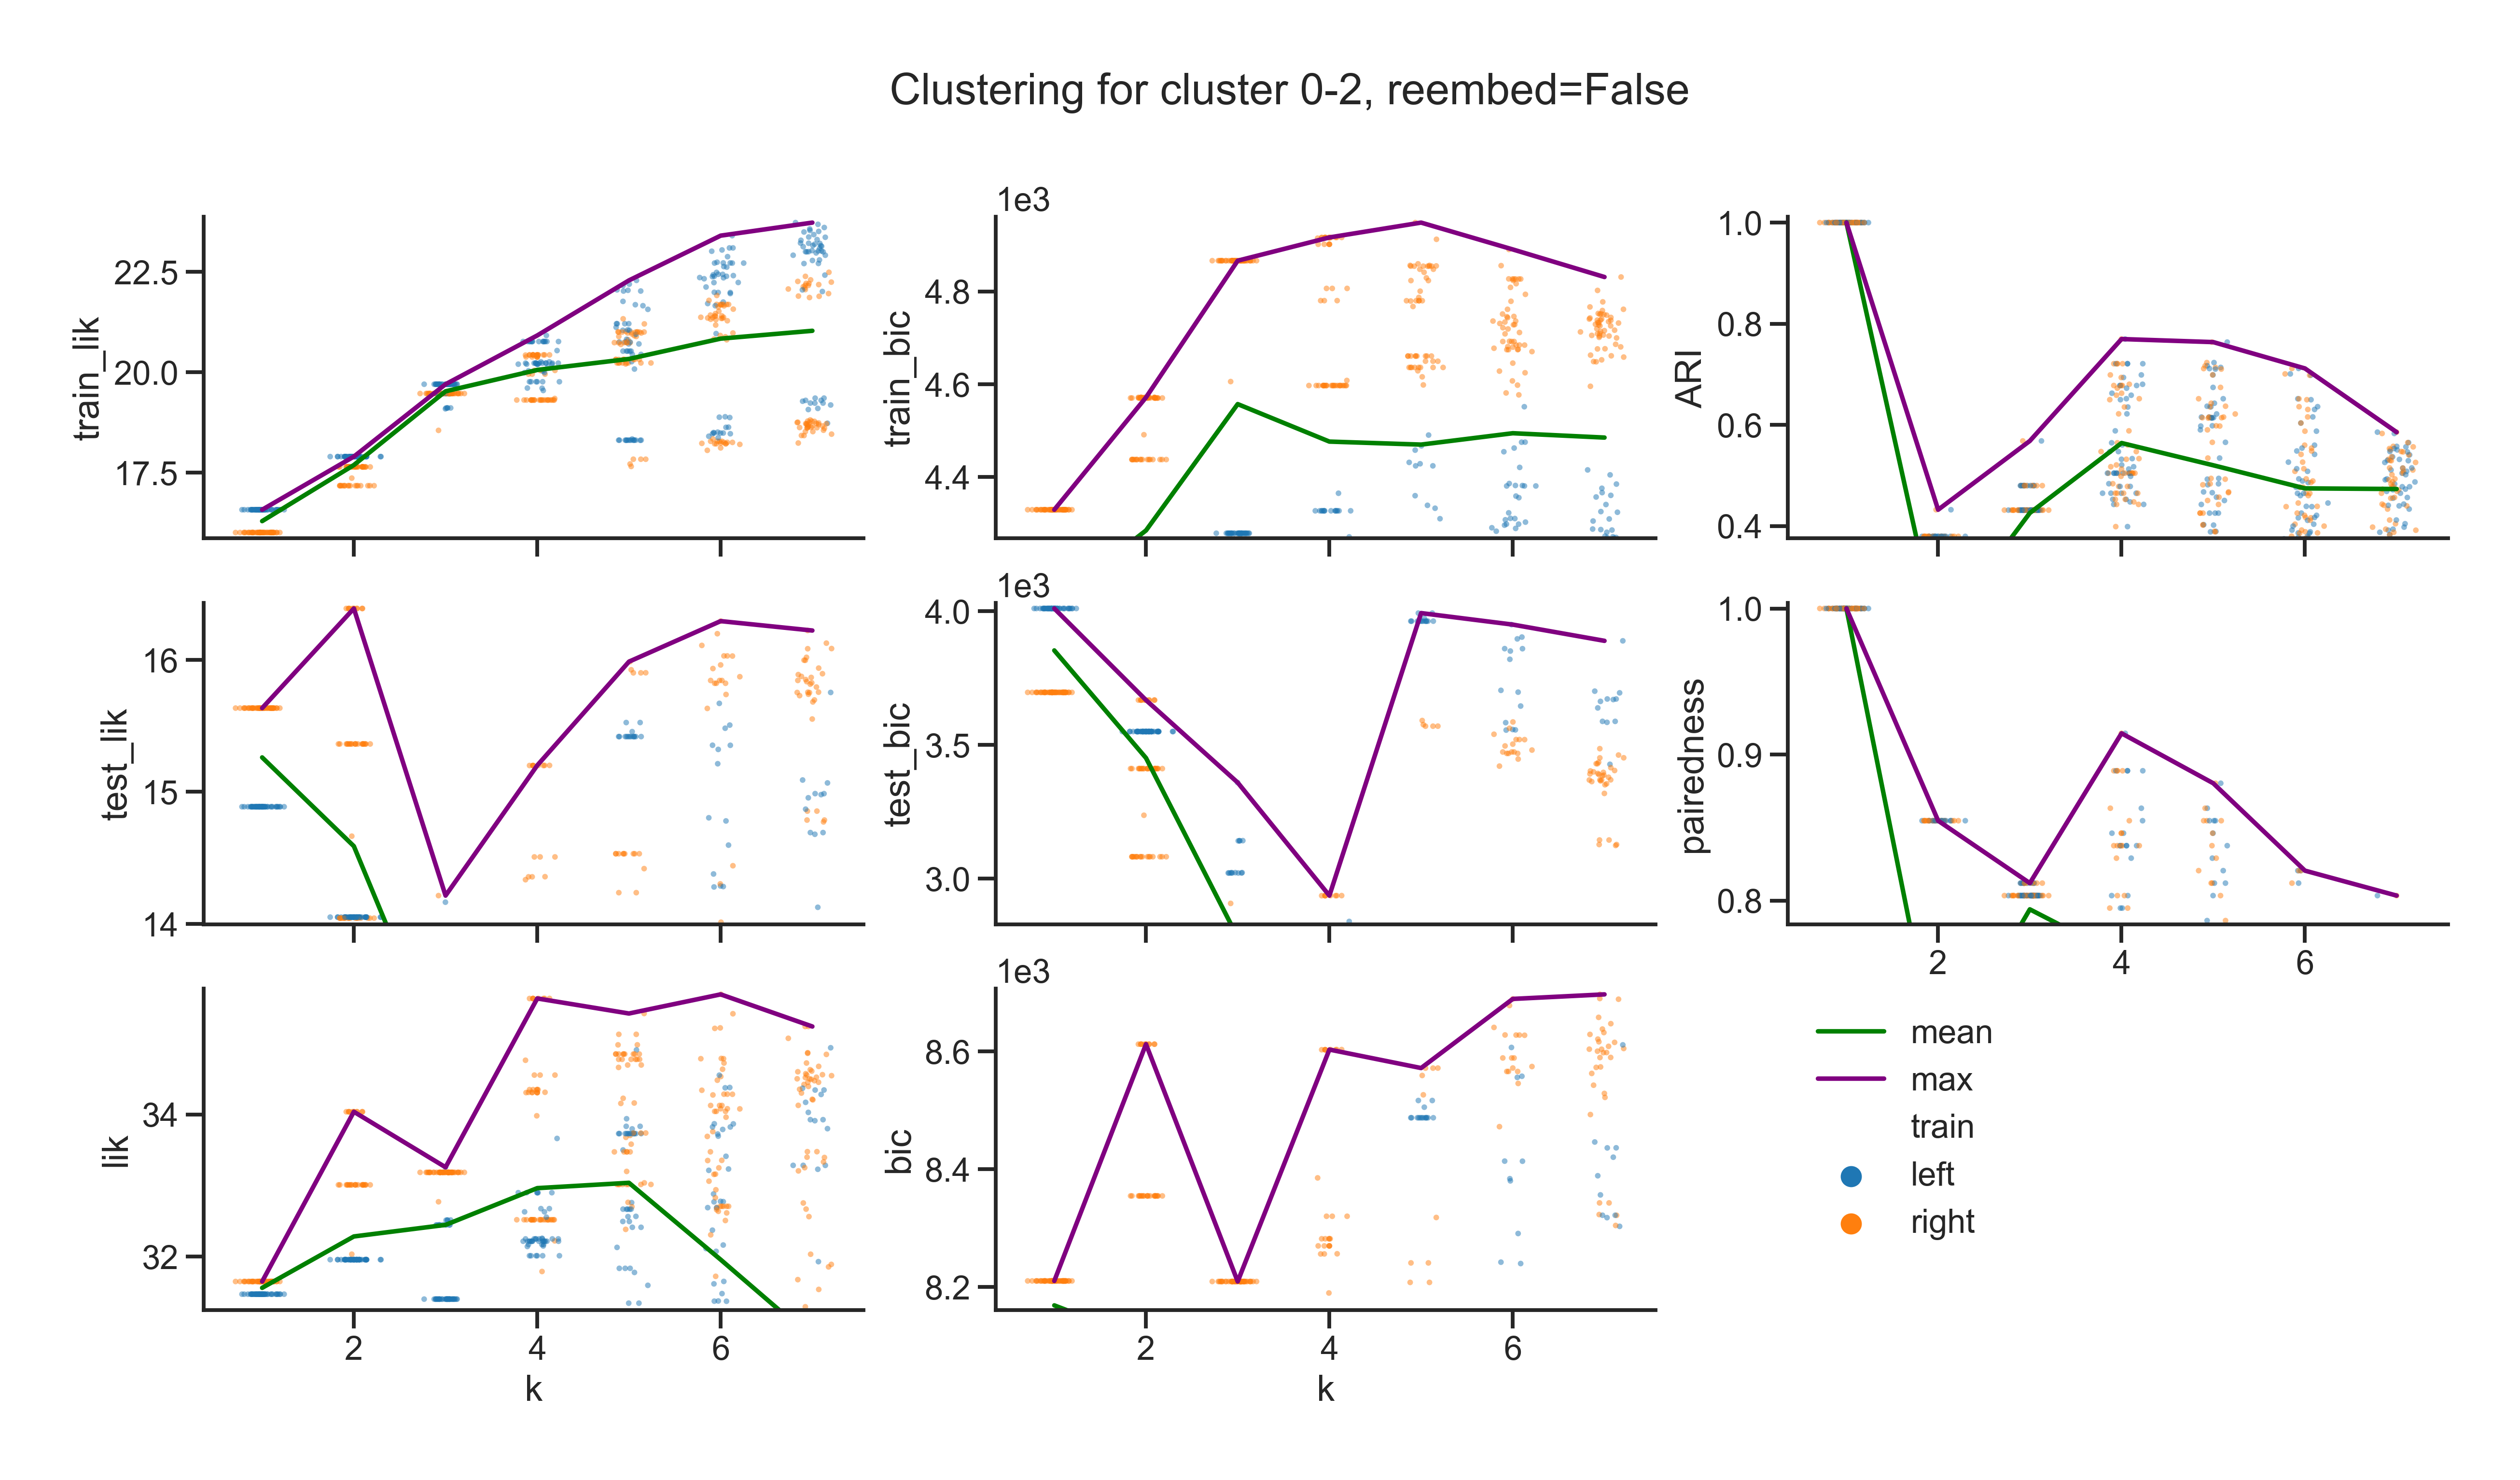 Clustering for cluster 0-2, reembed=False
train_lik
22.5
20.0
17.5
1e3
train_bic
4.8
4.6
4.4
ARI
1.0
0.8
0.6
0.4
test_lik
16
15
14
1e3
test_bic
4.0
3.5
3.0
pairedness
1.0
0.9
0.8
2
4
6
lik
34
32
2
4
6
k
1e3
bic
8.6
8.4
8.2
2
4
6
k
mean
max
train
left
right